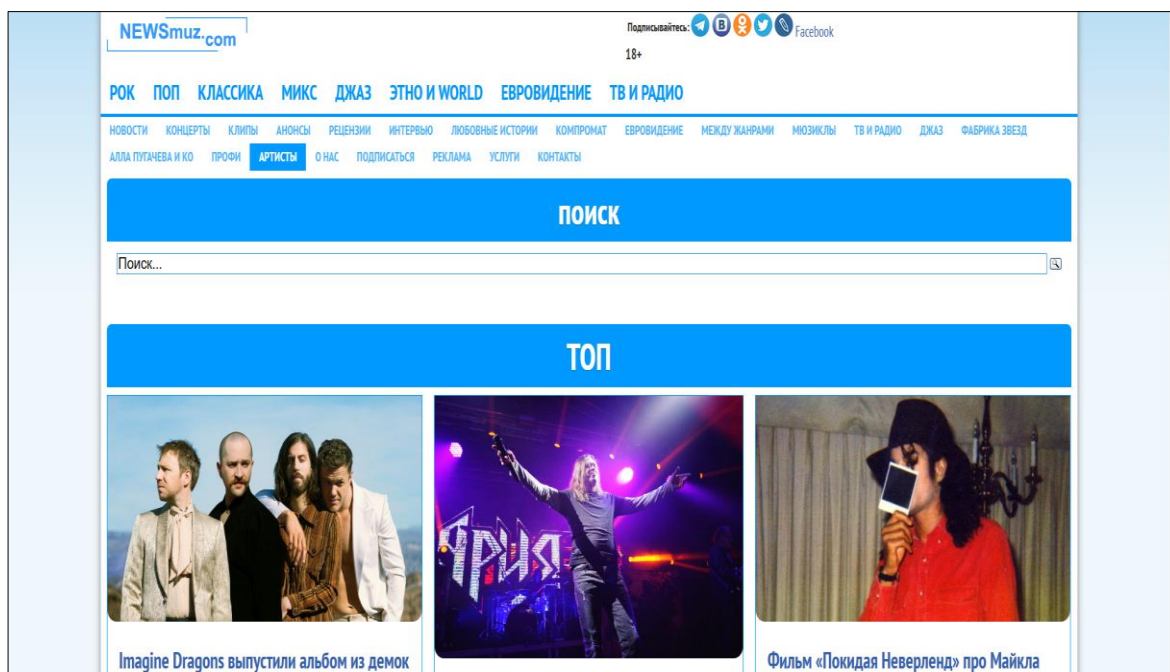 NEWSmuz.com
Подписывайтесь: Facebook
18+
РОК ПОП КЛАССИКА МИКС ДЖАЗ ЭТНО И WORLD ЕВРОВИДЕНИЕ ТВ И РАДИО
НОВОСТИ КОНЦЕРТЫ КЛИПЫ АНОНСЫ РЕЦЕНЗИИ ИНТЕРВЬЮ ЛЮБОВНЫЕ ИСТОРИИ КОМПРОМАТ ЕВРОВИДЕНИЕ МЕЖДУ ЖАНРАМИ МЮЗИКЛЫ ТВ И РАДИО ДЖАЗ ФАБРИКА ЗВЕЗД
АЛЛА ПУГАЧЕВА И КО ПРОФИ АРТИСТЫ О НАС ПОДПИСАТЬСЯ РЕКЛАМА УСЛУГИ КОНТАКТЫ
ПОИСК
Поиск...
ТОП
АРИЯ
Imagine Dragons выпустили альбом из демок
Фильм «Покидая Неверленд» про Майкла